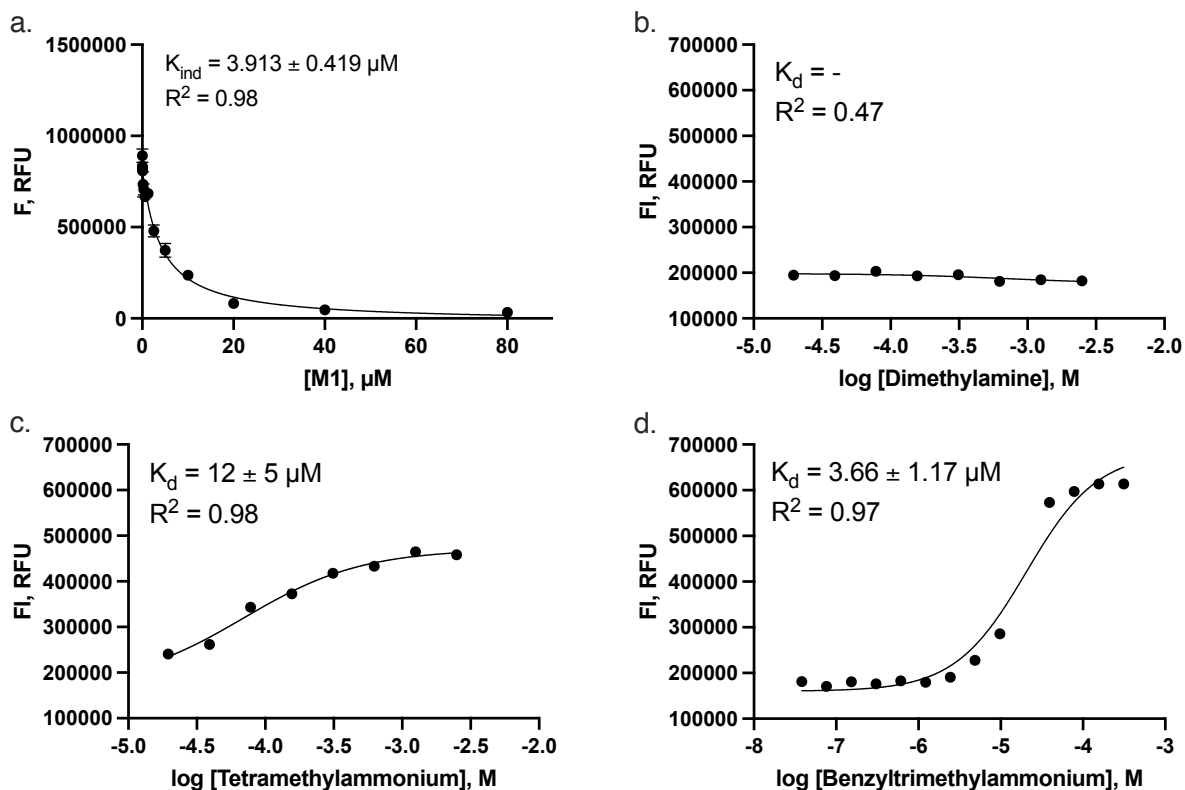 a.
K_ind = 3.913 ± 0.419 µM
R² = 0.98
F, RFU
1500000
1000000
500000
0
0 20 40 60 80
[M1], µM
b.
K_d = -
R² = 0.47
FI, RFU
700000
600000
500000
400000
300000
200000
100000
-5.0 -4.5 -4.0 -3.5 -3.0 -2.5 -2.0
log [Dimethylamine], M
c.
K_d = 12 ± 5 µM
R² = 0.98
FI, RFU
700000
600000
500000
400000
300000
200000
100000
-5.0 -4.5 -4.0 -3.5 -3.0 -2.5 -2.0
log [Tetramethylammonium], M
d.
K_d = 3.66 ± 1.17 µM
R² = 0.97
FI, RFU
700000
600000
500000
400000
300000
200000
100000
-8 -7 -6 -5 -4 -3
log [Benzyltrimethylammonium], M